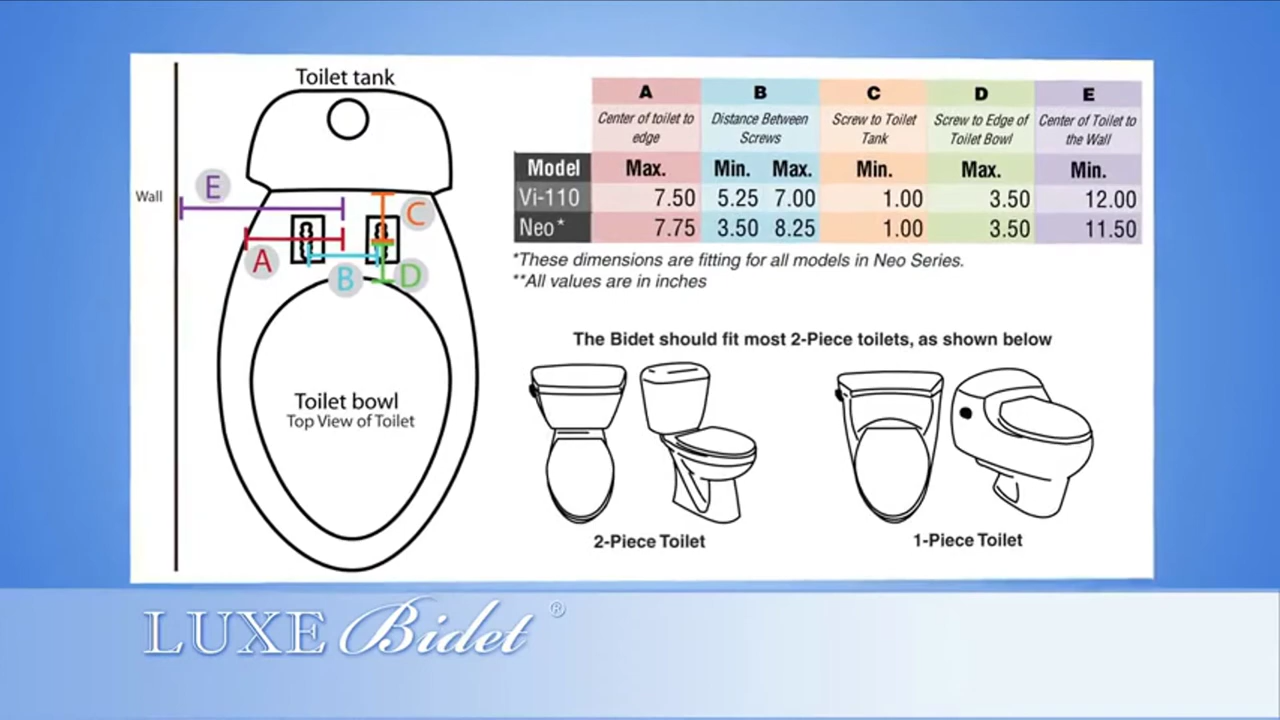 Toilet tank
Wall
E
C
A
B
D
Toilet bowl
Top View of Toilet
A B C D E
Center of toilet to edge
Distance Between Screws
Screw to Toilet Tank
Screw to Edge of Toilet Bowl
Center of Toilet to the Wall
Model Max. Min. Max. Min. Max. Min.
Vi-110 7.50 5.25 7.00 1.00 3.50 12.00
Neo* 7.75 3.50 8.25 1.00 3.50 11.50
*These dimensions are fitting for all models in Neo Series.
**All values are in inches
The Bidet should fit most 2-Piece toilets, as shown below
2-Piece Toilet
1-Piece Toilet
LUXE Bidet ®